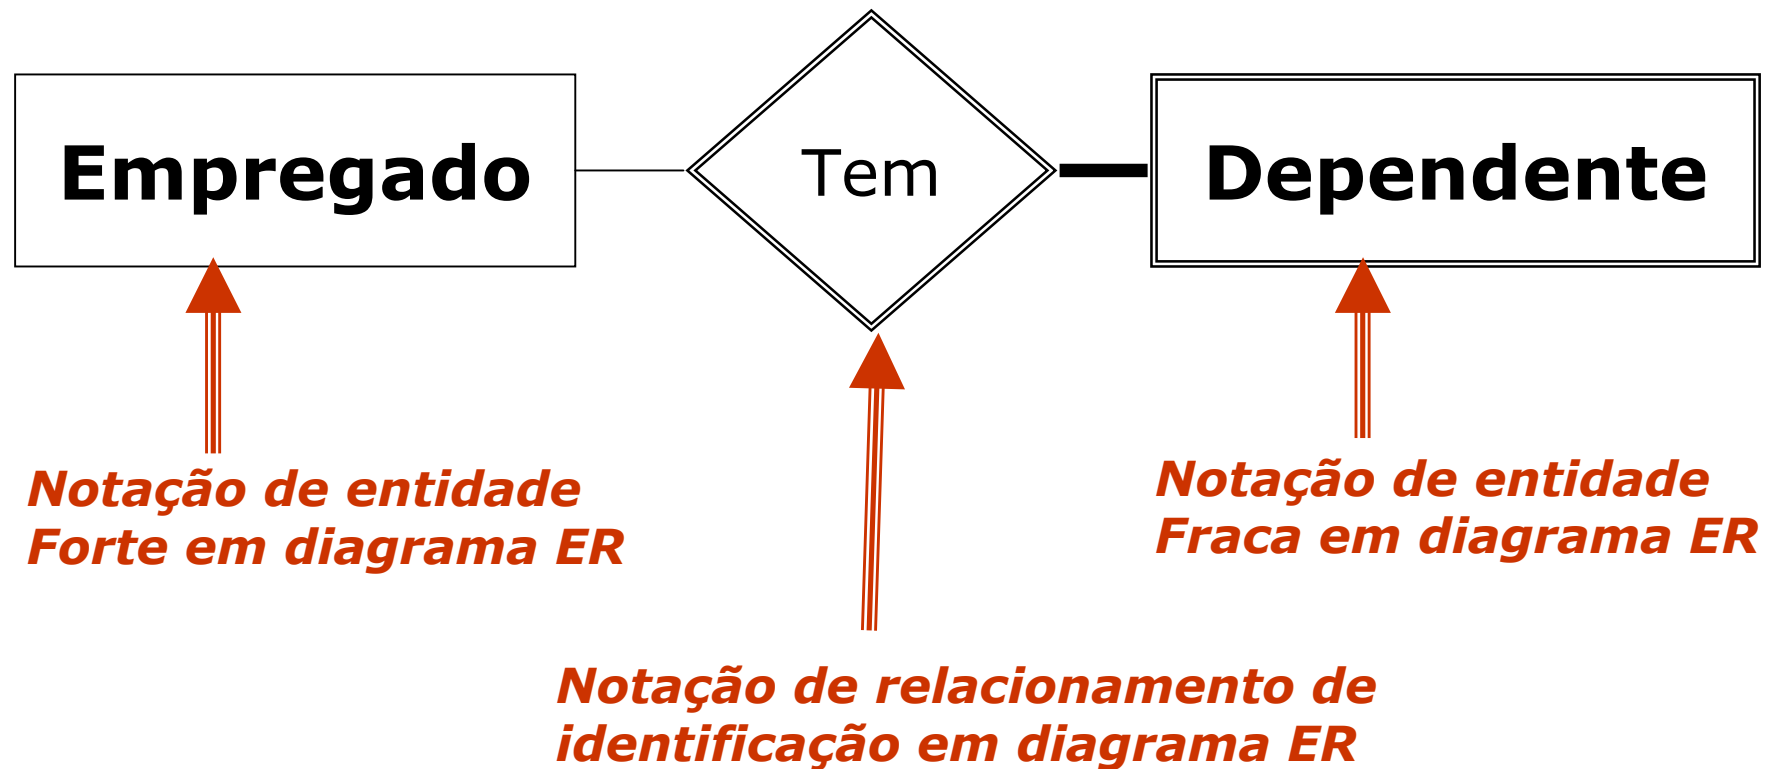 Empregado
Tem
Dependente
Notação de entidade
Forte em diagrama ER
Notação de entidade
Fraca em diagrama ER
Notação de relacionamento de
identificação em diagrama ER